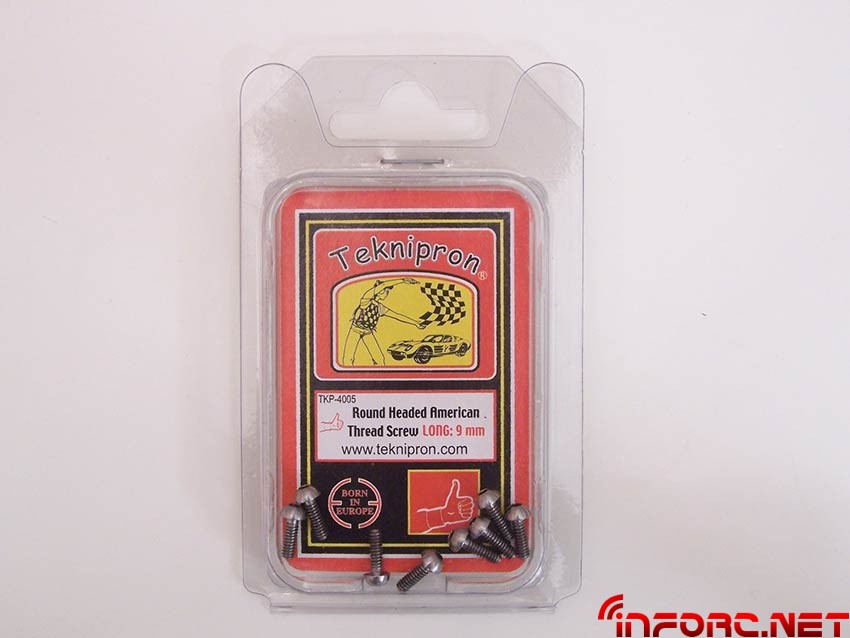 Teknipron®
TKP-4005
Round Headed American
Thread Screw LONG: 9 mm
www.teknipron.com
BORN
IN
EUROPE
INFORC.NET